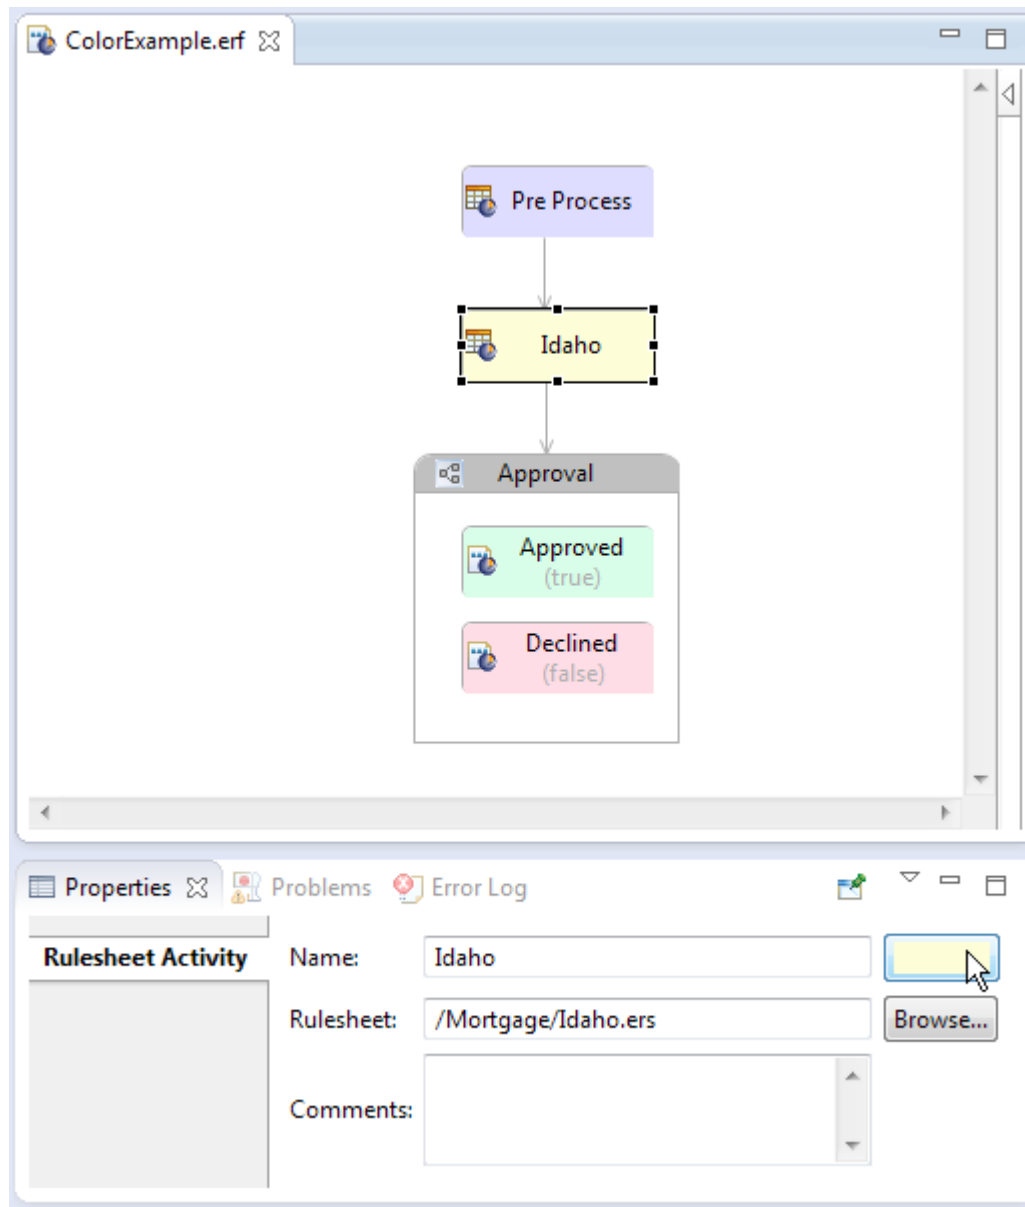 ColorExample.erf
Pre Process
Idaho
Approval
Approved
(true)
Declined
(false)
Properties Problems Error Log
Rulesheet Activity
Name: Idaho
Rulesheet: /Mortgage/Idaho.ers Browse...
Comments: